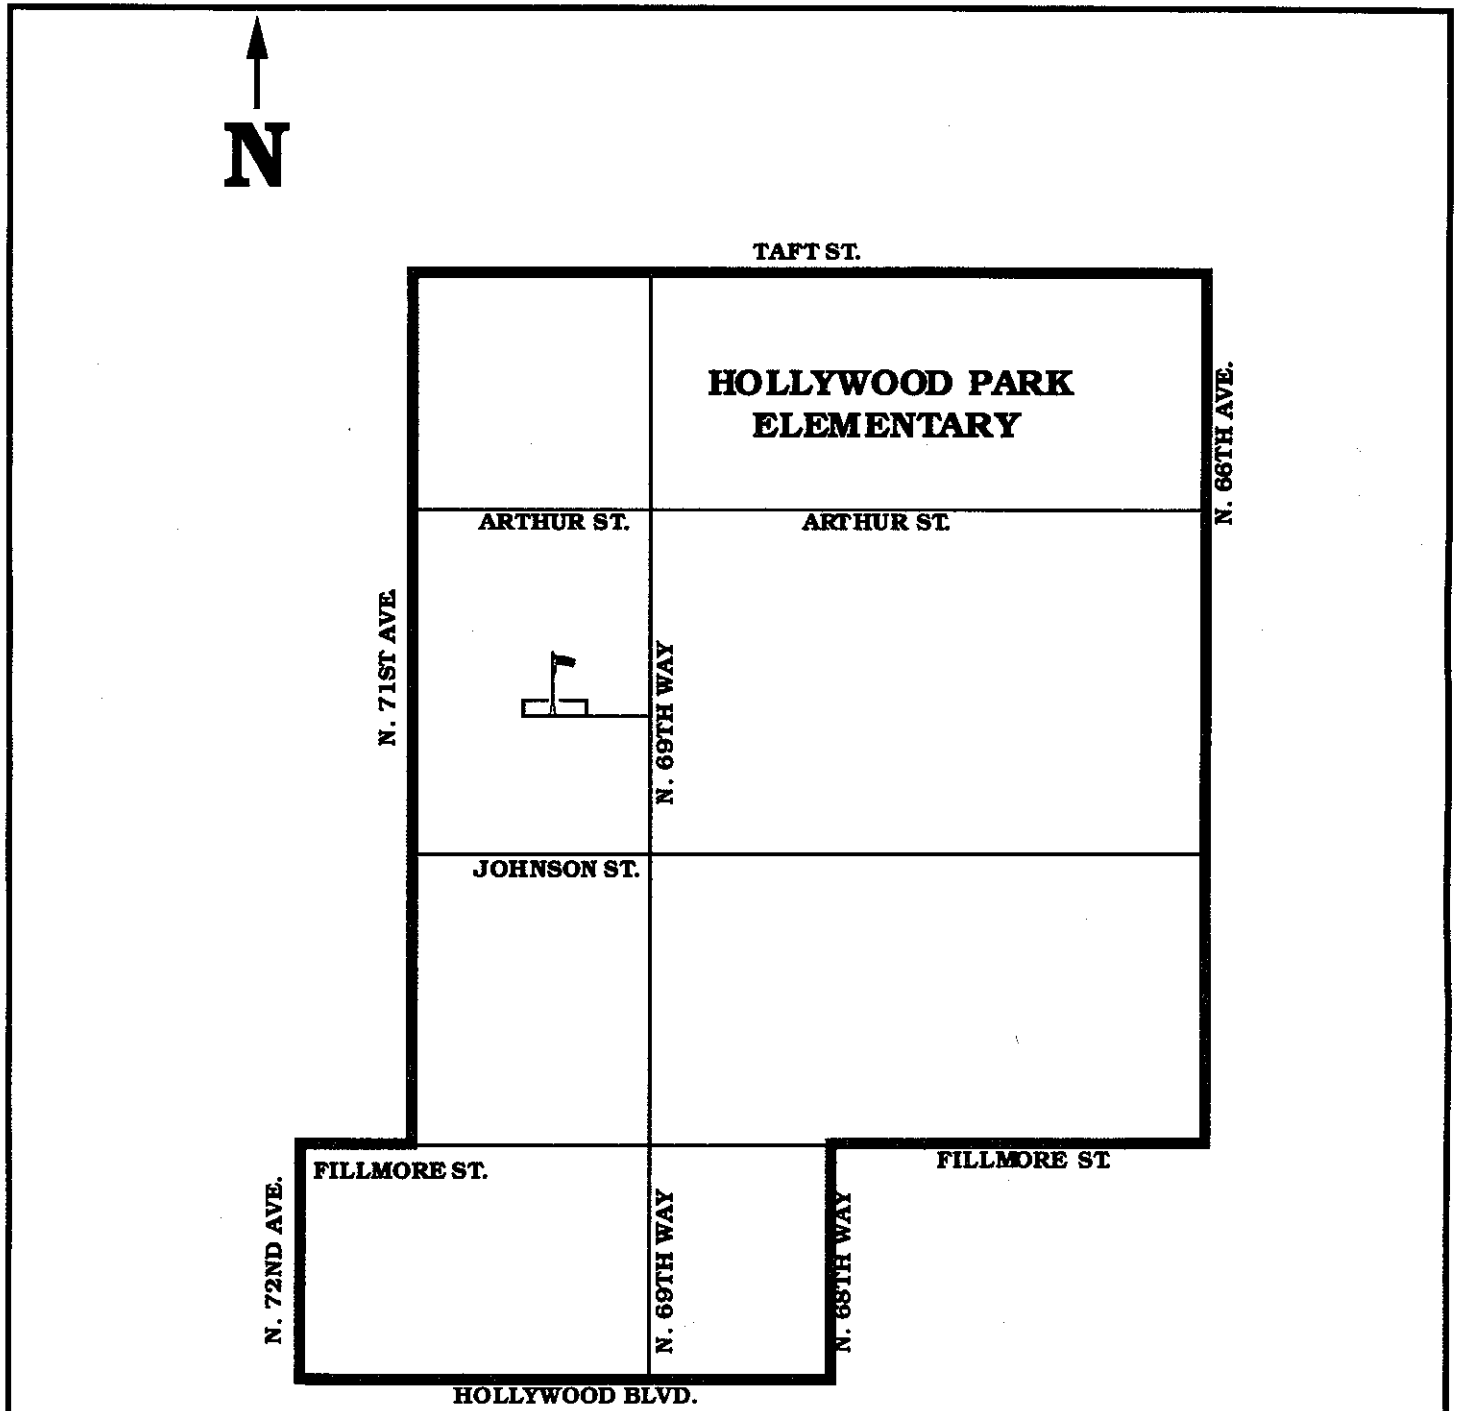 N
TAFT ST.
HOLLYWOOD PARK
ELEMENTARY
N. 66TH AVE.
ARTHUR ST.
ARTHUR ST.
N. 71ST AVE.
N. 69TH WAY
JOHNSON ST.
FILLMORE ST.
FILLMORE ST.
N. 72ND AVE.
N. 69TH WAY
N. 68TH WAY
HOLLYWOOD BLVD.